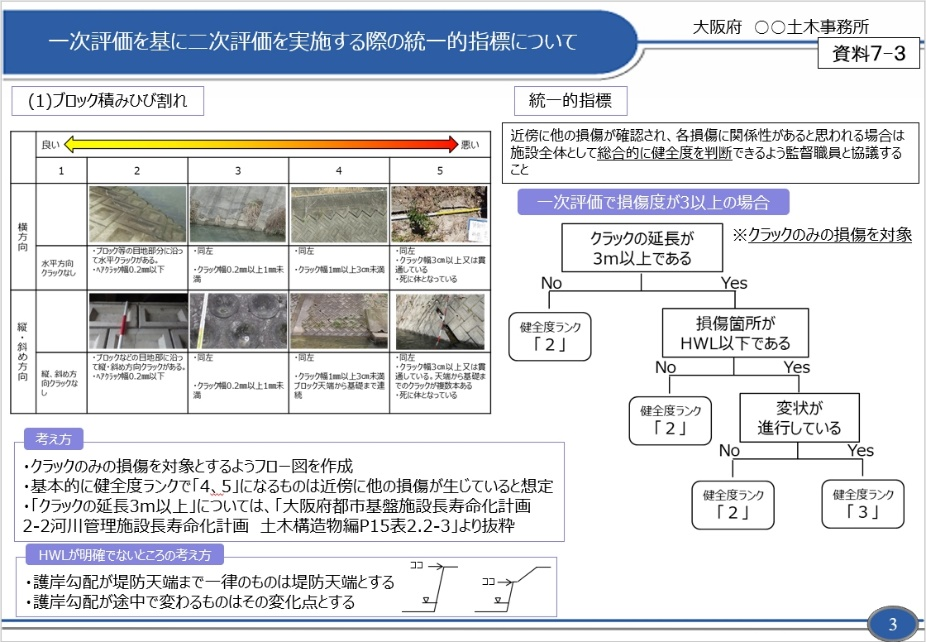 一次評価を基に二次評価を実施する際の統一的指標について
大阪府　〇〇土木事務所
資料7-3
(1)ブロック積みひび割れ
良い
悪い
1
2
3
4
5
横方向
水平方向
クラックなし
・ブロック等の目地部分に沿っ
て水平クラックがある。
・ﾍｱｸﾗｯｸ幅0.2㎜以下
・同左
・クラック幅0.2㎜以上1㎜未
満
・同左
・クラック幅1㎜以上3㎝未満
・同左
・クラック幅3㎝以上又は貫
通している
・死に体となっている
縦・斜め方向
縦、斜め方
向クラックな
し
・ブロックなどの目地部に沿っ
て縦・斜め方向クラックがある。
・ﾍｱｸﾗｯｸ幅0.2㎜以下
・同左
・クラック幅0.2㎜以上1㎜未
満
・同左
・クラック幅1㎜以上3㎝未満
ブロック天端から基礎まで連
続
・同左
・クラック幅3㎝以上又は貫
通している。天端から基礎ま
でのクラックが複数本ある
・死に体となっている
考え方
・クラックのみの損傷を対象とするようフロー図を作成
・基本的に健全度ランクで「4、5」になるものは近傍に他の損傷が生じていると想定
・「クラックの延長3m以上」については、「大阪府都市基盤施設長寿命化計画
2-2河川管理施設長寿命化計画　土木構造物編P15表2.2-3」より抜粋
HWLが明確でないところの考え方
・護岸勾配が堤防天端まで一律のものは堤防天端とする
・護岸勾配が途中で変わるものはその変化点とする
ココ
ココ
統一的指標
近傍に他の損傷が確認され、各損傷に関係性があると思われる場合は
施設全体として総合的に健全度を判断できるよう監督職員と協議する
こと
一次評価で損傷度が3以上の場合
※クラックのみの損傷を対象
クラックの延長が
3m以上である
No
Yes
健全度ランク
「2」
損傷箇所が
HWL以下である
No
Yes
健全度ランク
「2」
変状が
進行している
No
Yes
健全度ランク
「2」
健全度ランク
「3」
3